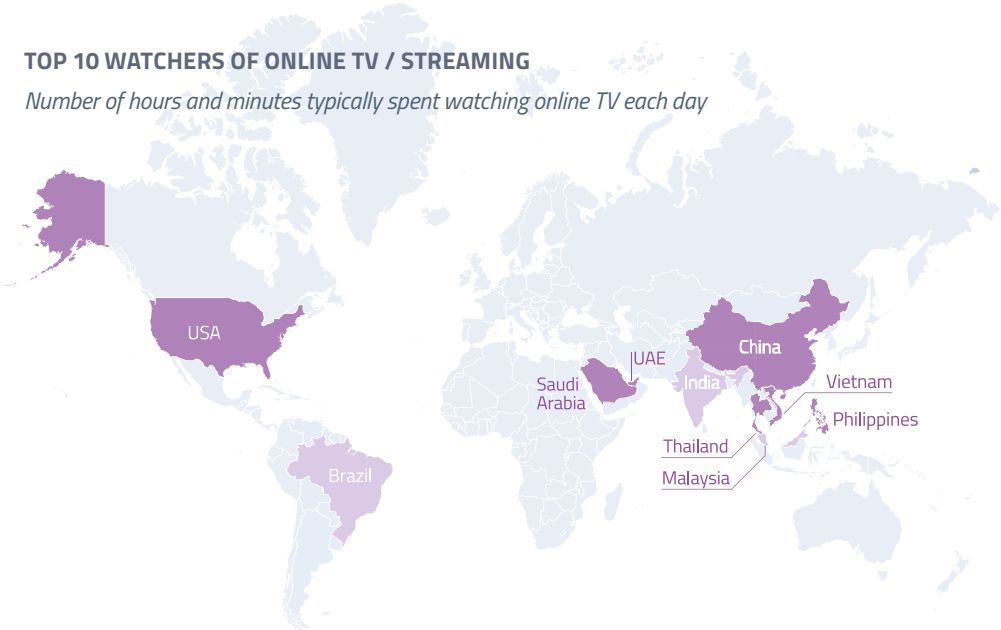 TOP 10 WATCHERS OF ONLINE TV / STREAMING
Number of hours and minutes typically spent watching online TV each day
USA
China
UAE
India
Saudi
Arabia
Vietnam
Philippines
Thailand
Malaysia
Brazil